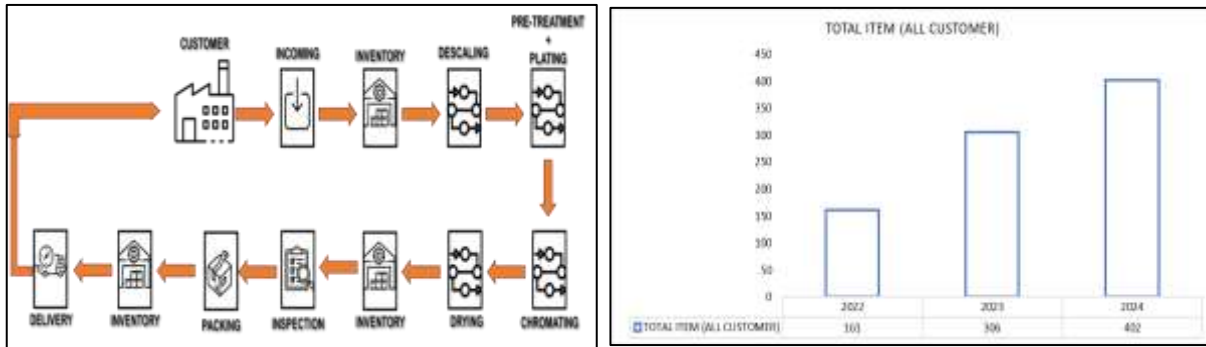 CUSTOMER
INCOMING
INVENTORY
DESCALING
PRE-TREATMENT
+
PLATING
DELIVERY
INVENTORY
PACKING
INSPECTION
INVENTORY
DRYING
CHROMATING
TOTAL ITEM (ALL CUSTOMER)
450
400
350
300
250
200
150
100
50
0
2022 2023 2024
TOTAL ITEM (ALL CUSTOMER) 306 402